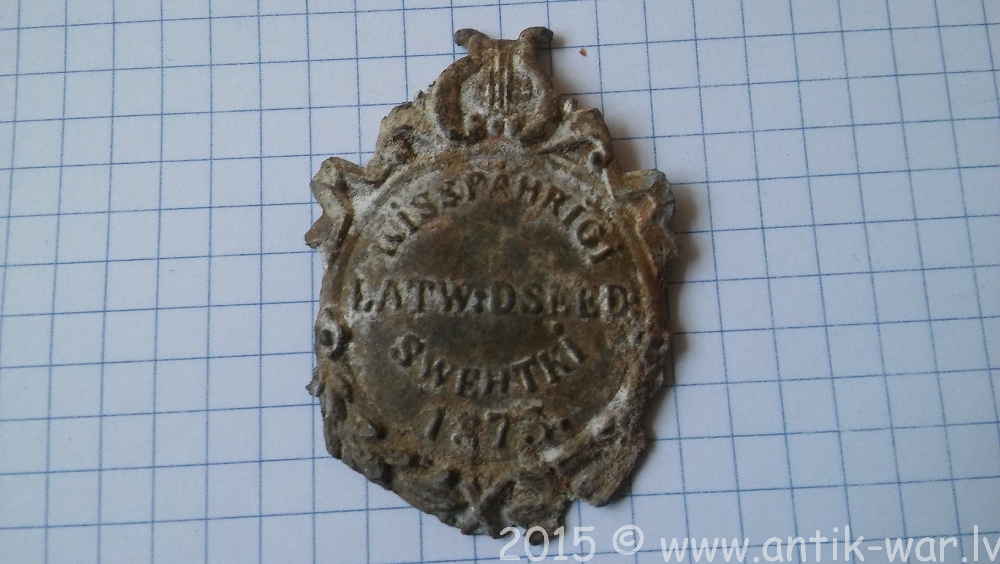 WISSPAHRIGI
LATW:DSEED:
SWEHTKI
1873.
2015 © www.antik-war.lv